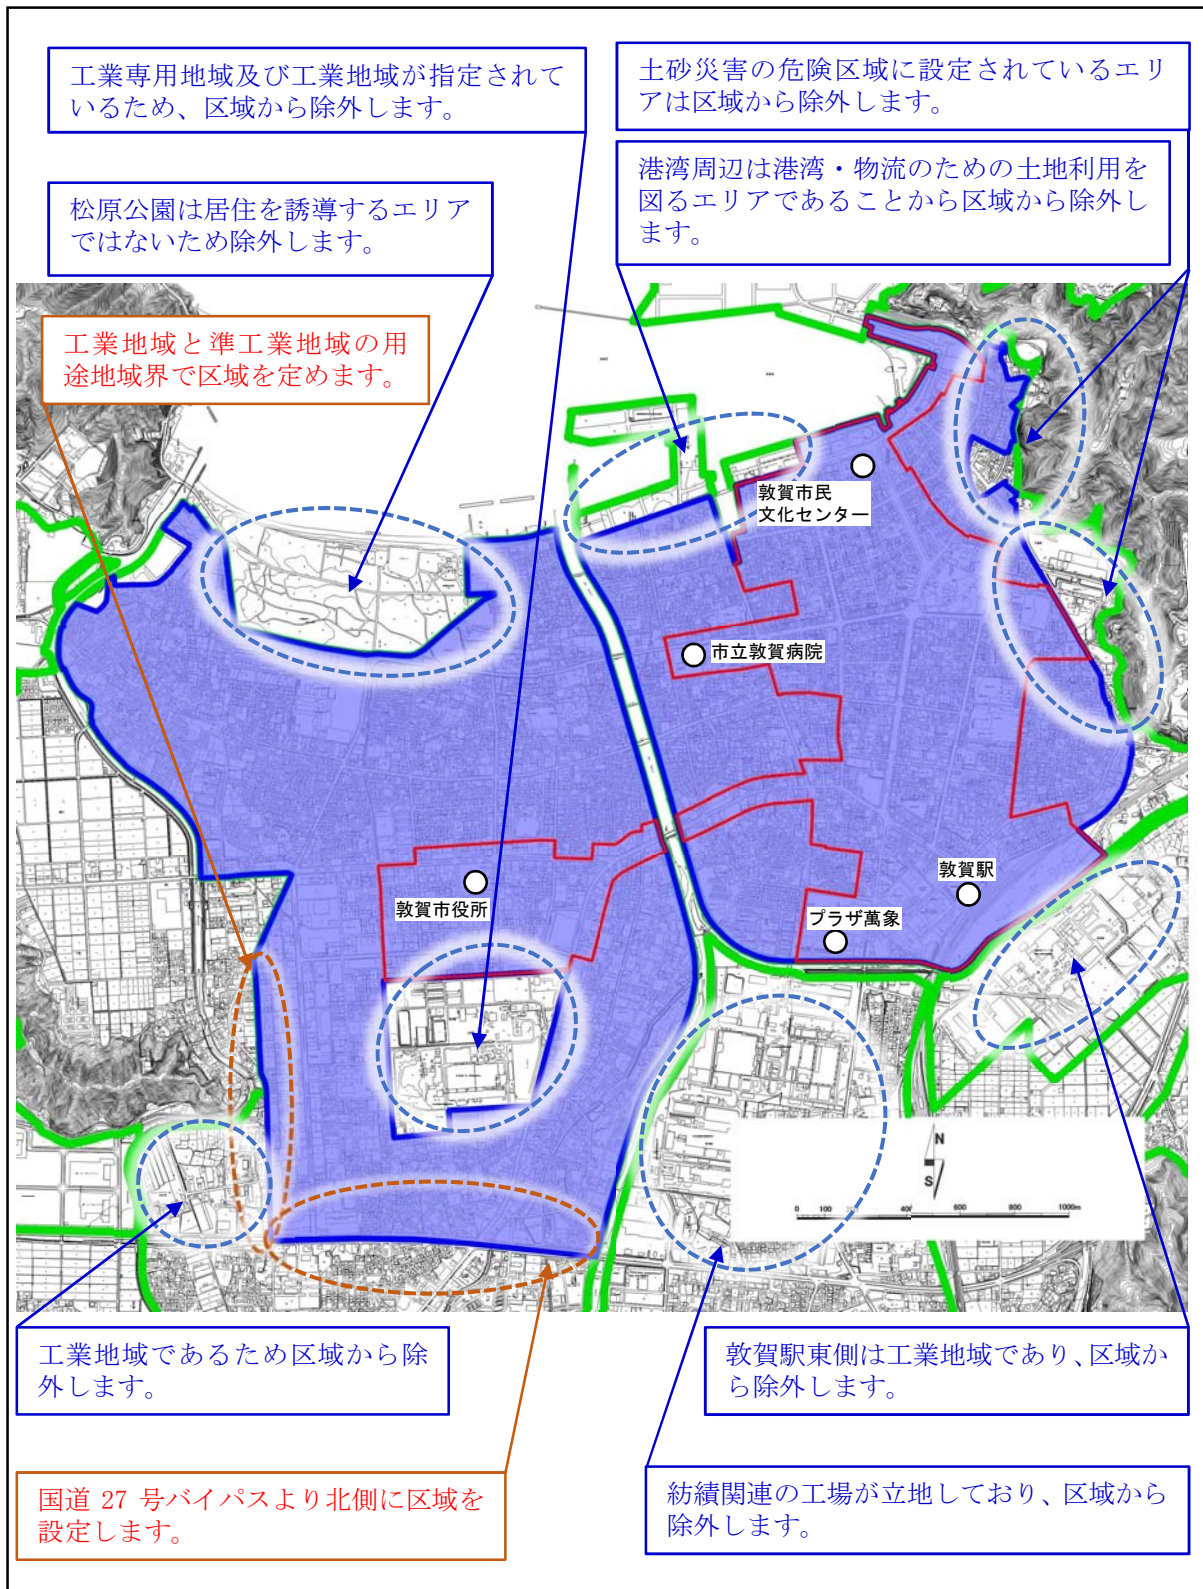 工業専用地域及び工業地域が指定されて
いるため、区域から除外します。
土砂災害の危険区域に設定されているエリ
アは区域から除外します。
港湾周辺は港湾・物流のための土地利用を
図るエリアであることから区域から除外し
ます。
松原公園は居住を誘導するエリア
ではないため除外します。
工業地域と準工業地域の用
途地域界で区域を定めます。
敦賀市民
文化センター
市立敦賀病院
敦賀駅
敦賀市役所
プラザ萬象
N
S
0 100 200 400 600 800 1000m
工業地域であるため区域から除
外します。
敦賀駅東側は工業地域であり、区域か
ら除外します。
国道 27 号バイパスより北側に区域を
設定します。
紡績関連の工場が立地しており、区域から
除外します。